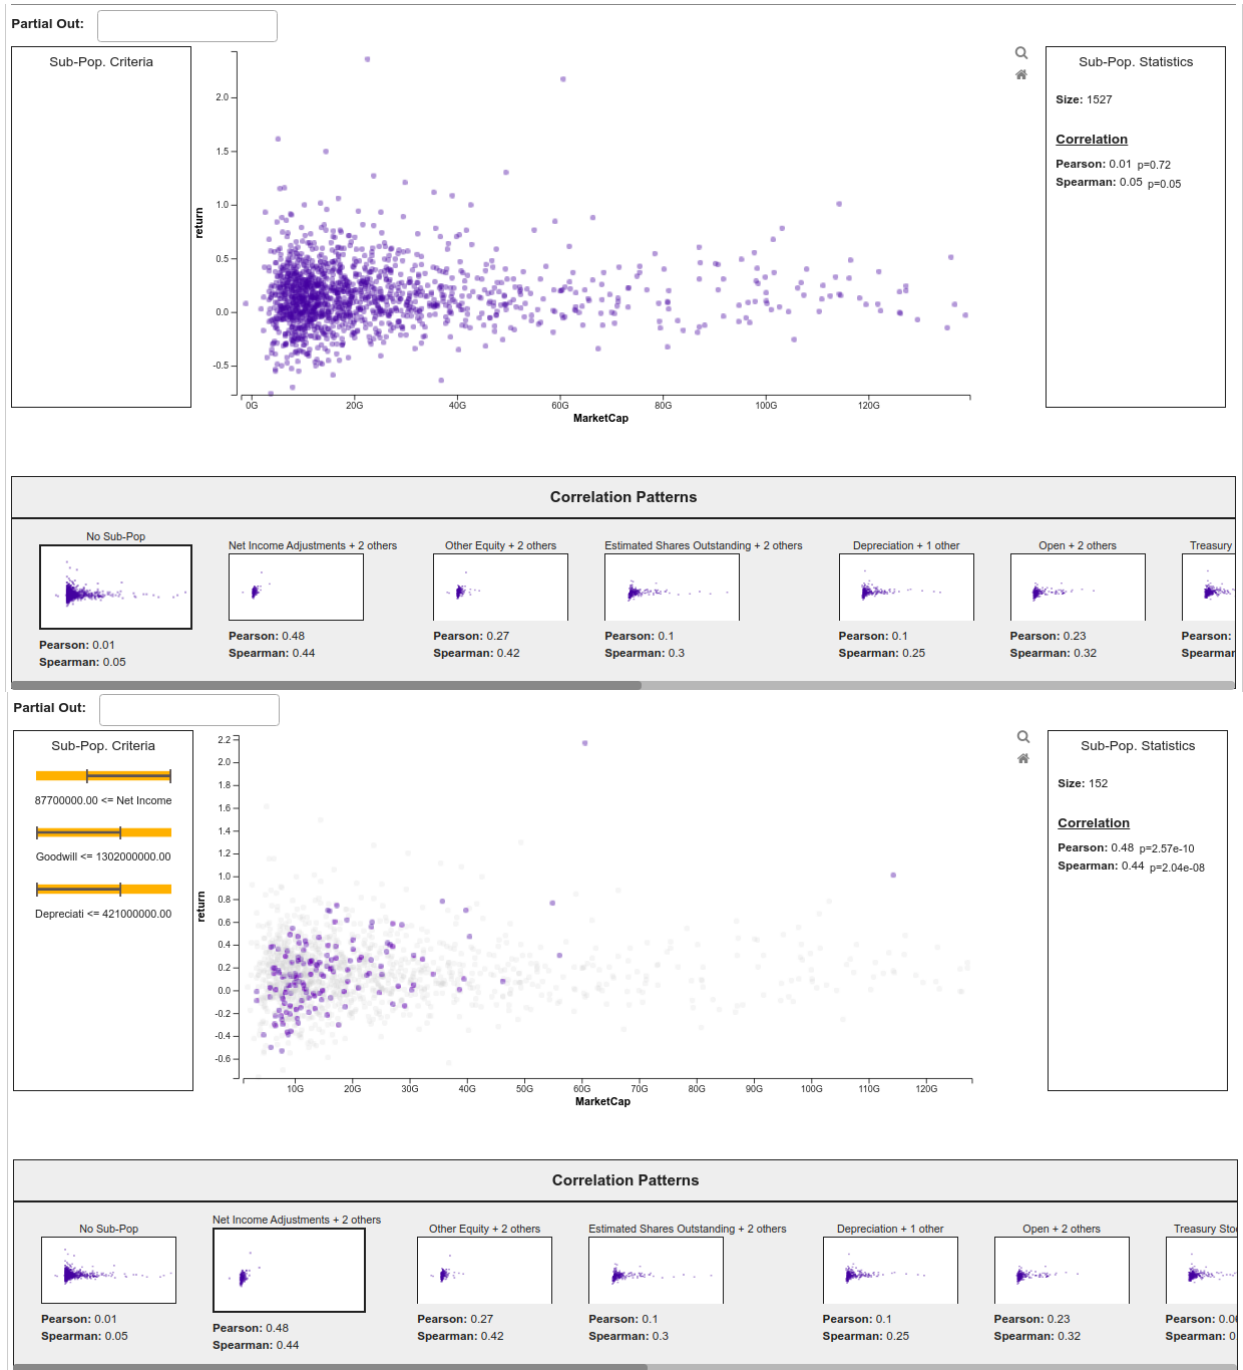 Partial Out:
Sub-Pop. Criteria
2.0
1.5
1.0
0.5
0.0
-0.5
return
0G 20G 40G 60G 80G 100G 120G
MarketCap
Sub-Pop. Statistics
Size: 1527
Correlation
Pearson: 0.01 p=0.72
Spearman: 0.05 p=0.05
Correlation Patterns
No Sub-Pop
Pearson: 0.01
Spearman: 0.05
Net Income Adjustments + 2 others
Pearson: 0.48
Spearman: 0.44
Other Equity + 2 others
Pearson: 0.27
Spearman: 0.42
Estimated Shares Outstanding + 2 others
Pearson: 0.1
Spearman: 0.3
Depreciation + 1 other
Pearson: 0.1
Spearman: 0.25
Open + 2 others
Pearson: 0.23
Spearman: 0.32
Treasury
Pearson:
Spearmar
Partial Out:
Sub-Pop. Criteria
87700000.00 <= Net Income
Goodwill <= 1302000000.00
Depreciati <= 421000000.00
2.2
2.0
1.8
1.6
1.4
1.2
1.0
0.8
0.6
0.4
0.2
0.0
-0.2
-0.4
-0.6
return
10G 20G 30G 40G 50G 60G 70G 80G 90G 100G 110G 120G
MarketCap
Sub-Pop. Statistics
Size: 152
Correlation
Pearson: 0.48 p=2.57e-10
Spearman: 0.44 p=2.04e-08
Correlation Patterns
No Sub-Pop
Pearson: 0.01
Spearman: 0.05
Net Income Adjustments + 2 others
Pearson: 0.48
Spearman: 0.44
Other Equity + 2 others
Pearson: 0.27
Spearman: 0.42
Estimated Shares Outstanding + 2 others
Pearson: 0.1
Spearman: 0.3
Depreciation + 1 other
Pearson: 0.1
Spearman: 0.25
Open + 2 others
Pearson: 0.23
Spearman: 0.32
Treasury Sto
Pearson: 0.0
Spearman: 0